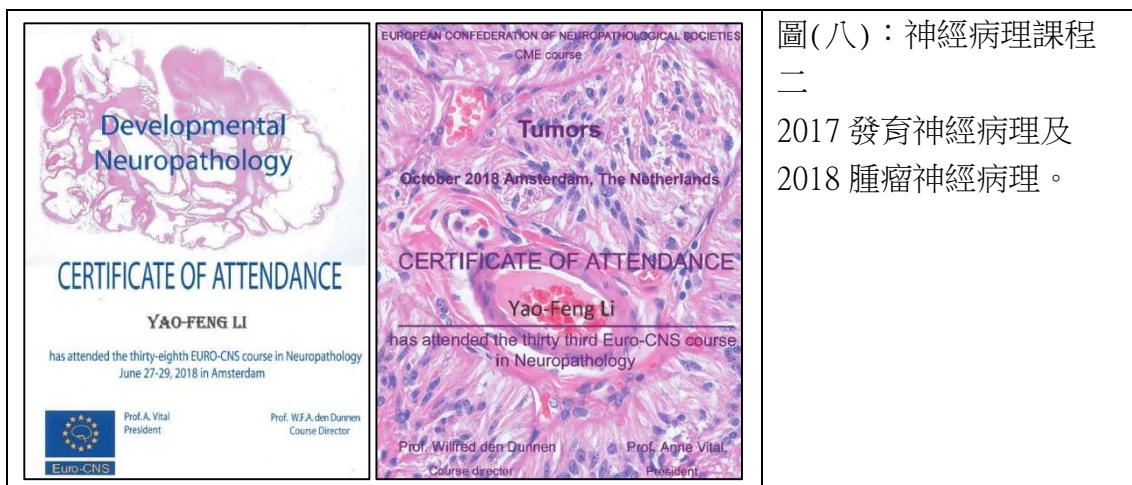 Developmental
Neuropathology
CERTIFICATE OF ATTENDANCE
YAO-FENG LI
has attended the thirty-eighth EURO-CNS course in Neuropathology
June 27-29, 2018 in Amsterdam
Prof. A. Vital
President
Prof. W.F.A. den Dunnen
Course Director
Euro-CNS
EUROPEAN CONFEDERATION OF NEUROPATHOLOGICAL SOCIETIES
CME course
Tumors
October 2018 Amsterdam, The Netherlands
CERTIFICATE OF ATTENDANCE
Yao-Feng Li
has attended the thirty third Euro-CNS course
in Neuropathology
Prof. Wilfred den Dunnen
Course director
Prof. Anne Vital.
President
圖(八)：神經病理課程
二
2017 發育神經病理及
2018 腫瘤神經病理。